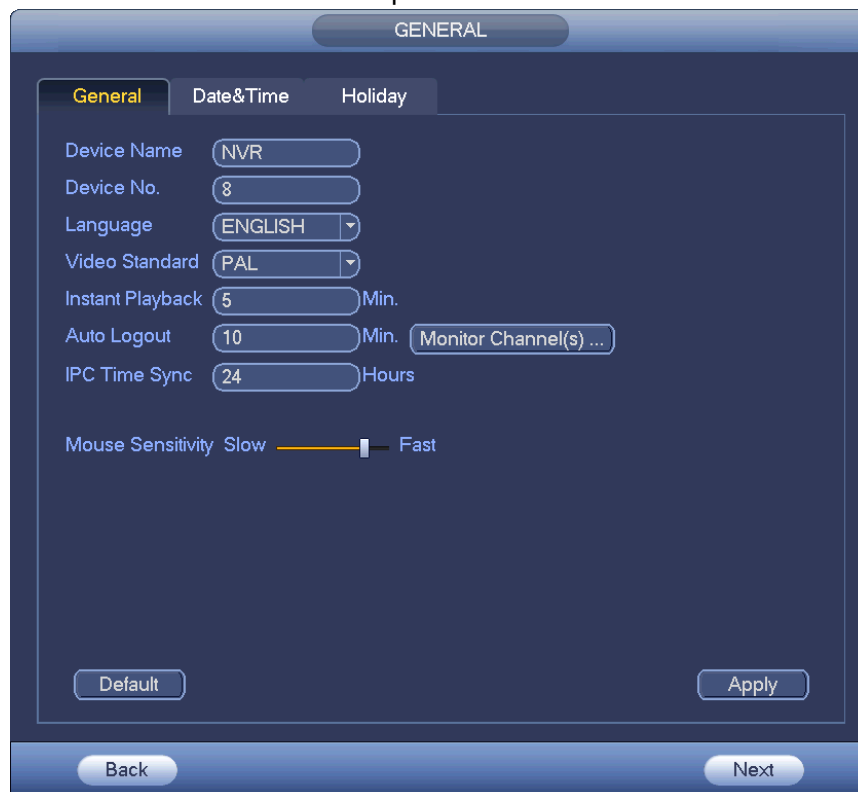 GENERAL
General Date&Time Holiday
Device Name NVR
Device No. 8
Language ENGLISH
Video Standard PAL
Instant Playback 5 Min.
Auto Logout 10 Min. Monitor Channel(s) ...
IPC Time Sync 24 Hours
Mouse Sensitivity Slow Fast
Default Apply
Back Next